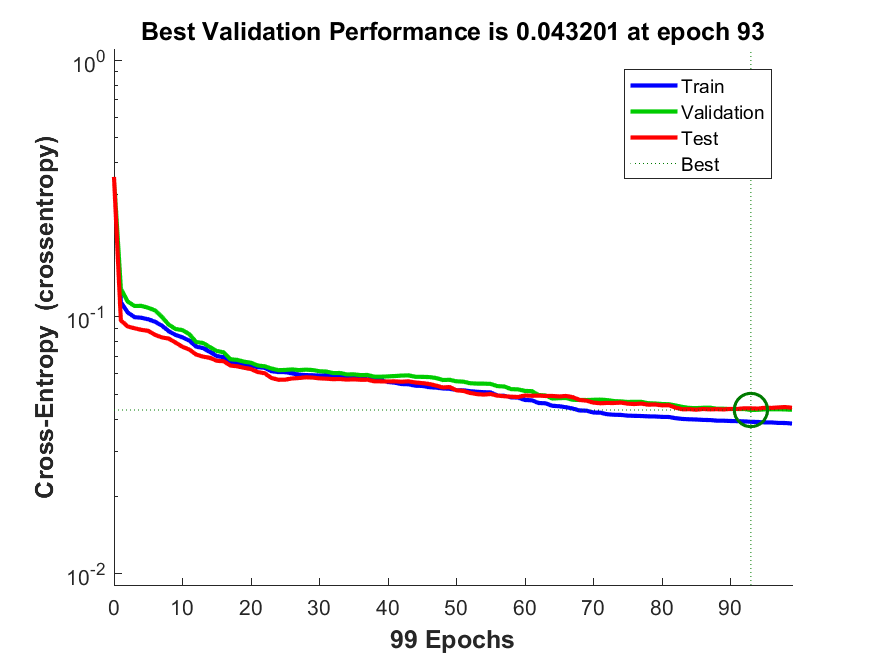 Best Validation Performance is 0.043201 at epoch 93
Cross-Entropy (crossentropy)
10^0
10^-1
10^-2
Train
Validation
Test
Best
0 10 20 30 40 50 60 70 80 90
99 Epochs